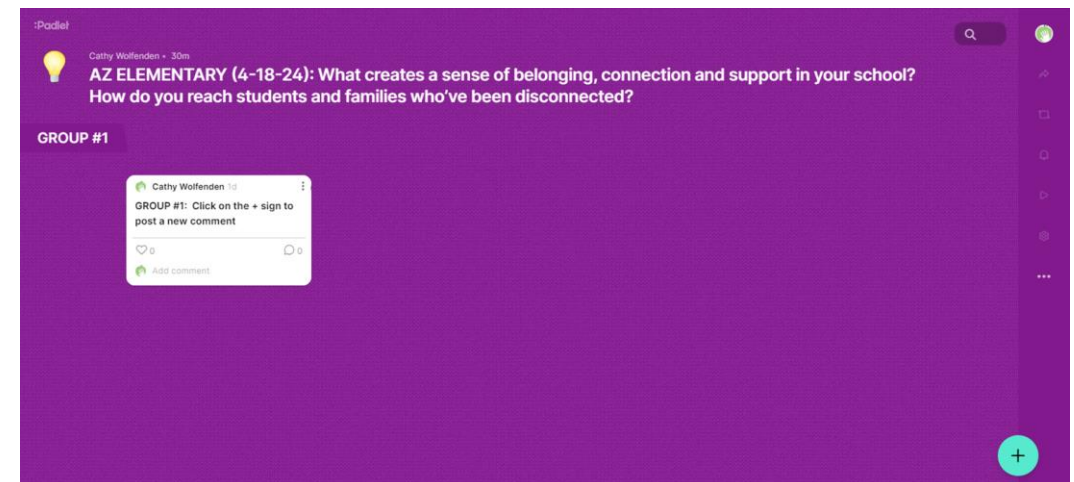 :Padlet
Cathy Wolfenden • 30m
AZ ELEMENTARY (4-18-24): What creates a sense of belonging, connection and support in your school?
How do you reach students and families who've been disconnected?
GROUP #1
Cathy Wolfenden 1d
GROUP #1: Click on the + sign to
post a new comment
0 0
Add comment